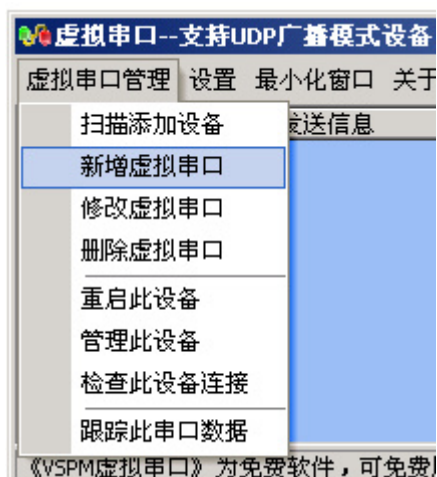 虚拟串口--支持UDP广播模式设备
虚拟串口管理 设置 最小化窗口 关于
扫描添加设备 发送信息
新增虚拟串口
修改虚拟串口
删除虚拟串口
重启此设备
管理此设备
检查此设备连接
跟踪此串口数据
《VSPM虚拟串口》为免费软件，可免费